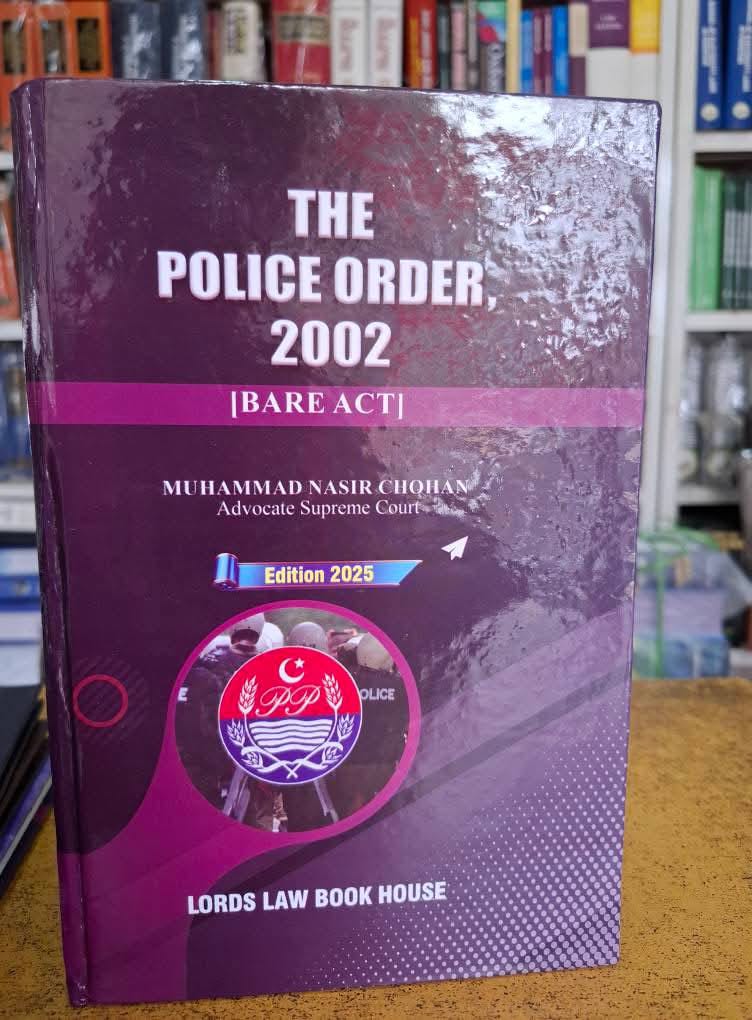 THE
POLICE ORDER,
2002
[BARE ACT]
MUHAMMAD NASIR CHOHAN
Advocate Supreme Court
Edition 2025
PP
E
OLICE
LORDS LAW BOOK HOUSE